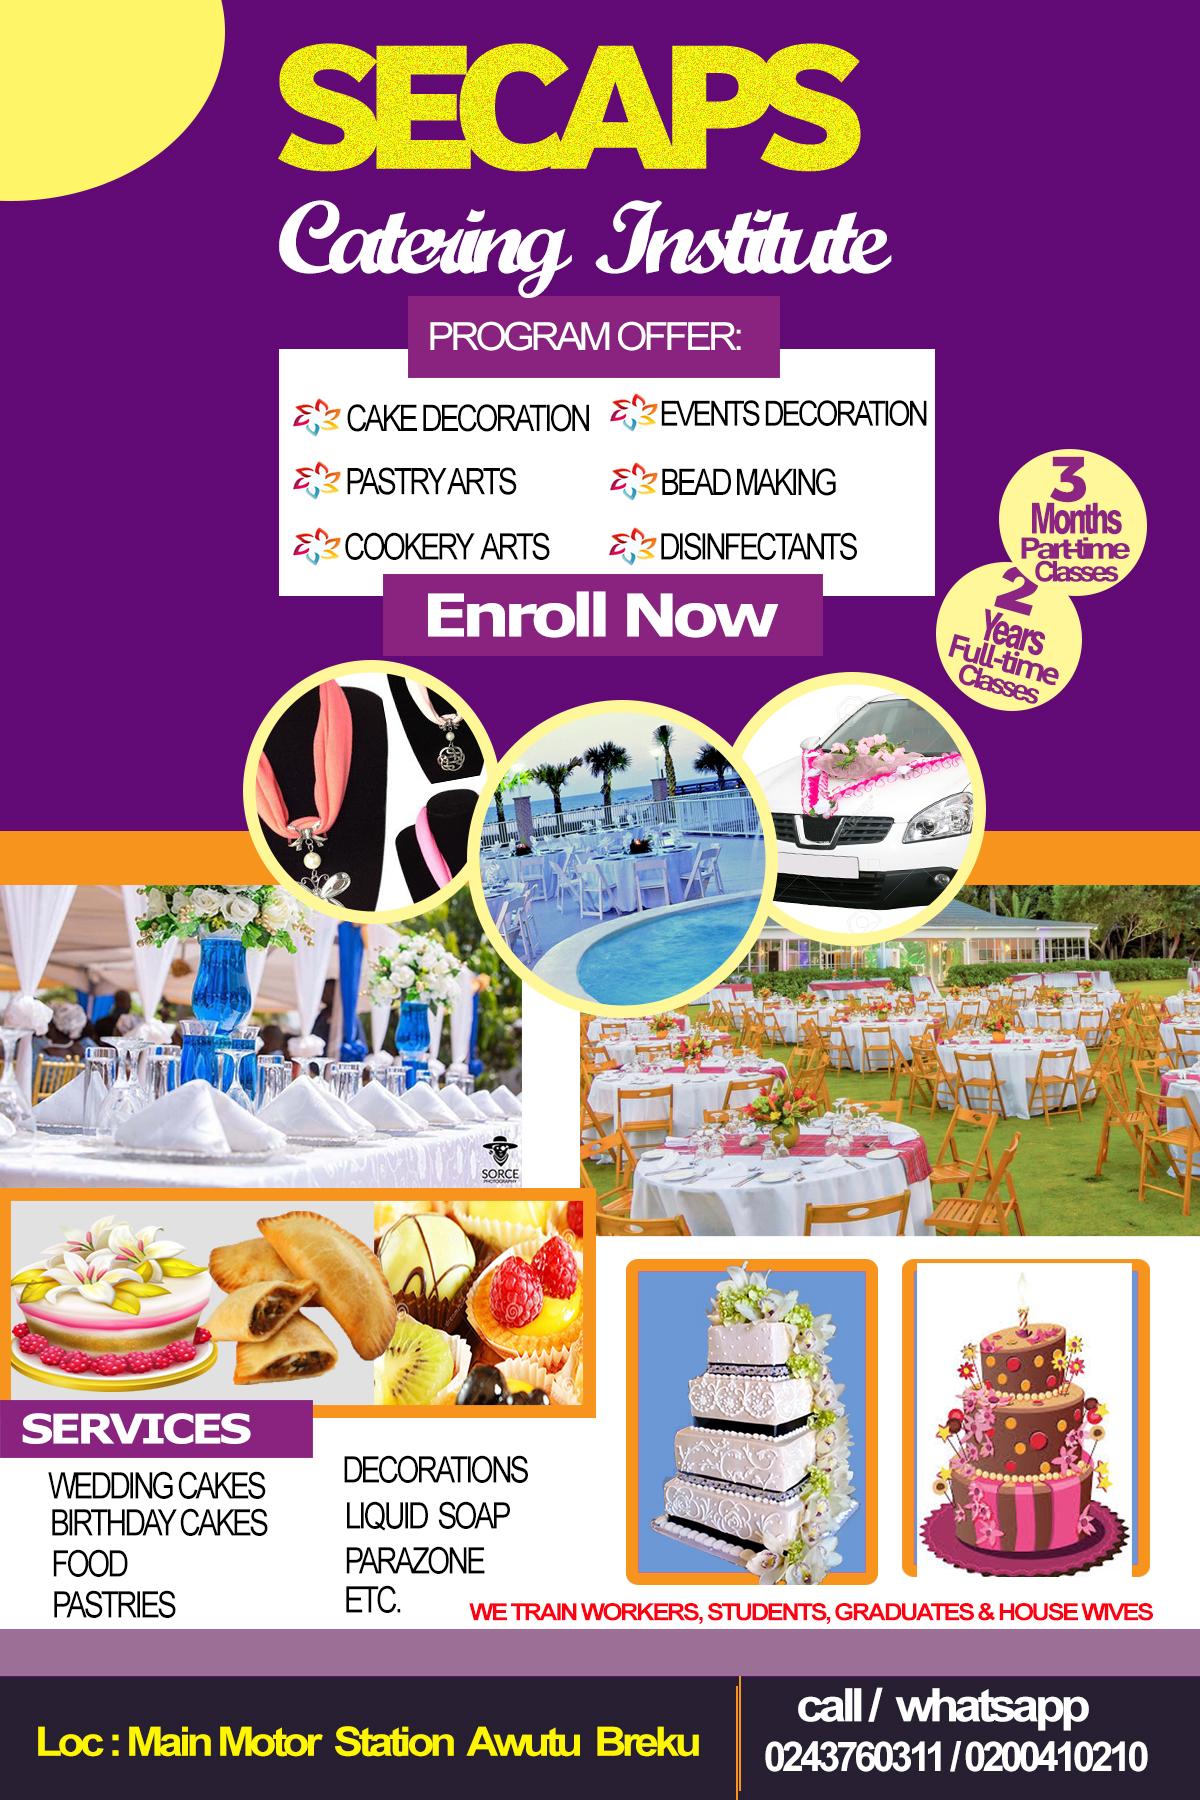 SECAPS
Catering Institute
PROGRAM OFFER:
CAKE DECORATION
EVENTS DECORATION
PASTRY ARTS
BEAD MAKING
COOKERY ARTS
DISINFECTANTS
Enroll Now
3
Months
Part-time
Classes
2
Years
Full-time
Classes
SORCE
PHOTOGRAPHY
SERVICES
WEDDING CAKES
BIRTHDAY CAKES
FOOD
PASTRIES
DECORATIONS
LIQUID SOAP
PARAZONE
ETC.
WE TRAIN WORKERS, STUDENTS, GRADUATES & HOUSE WIVES
Loc : Main Motor Station Awutu Breku
call / whatsapp
0243760311 / 0200410210